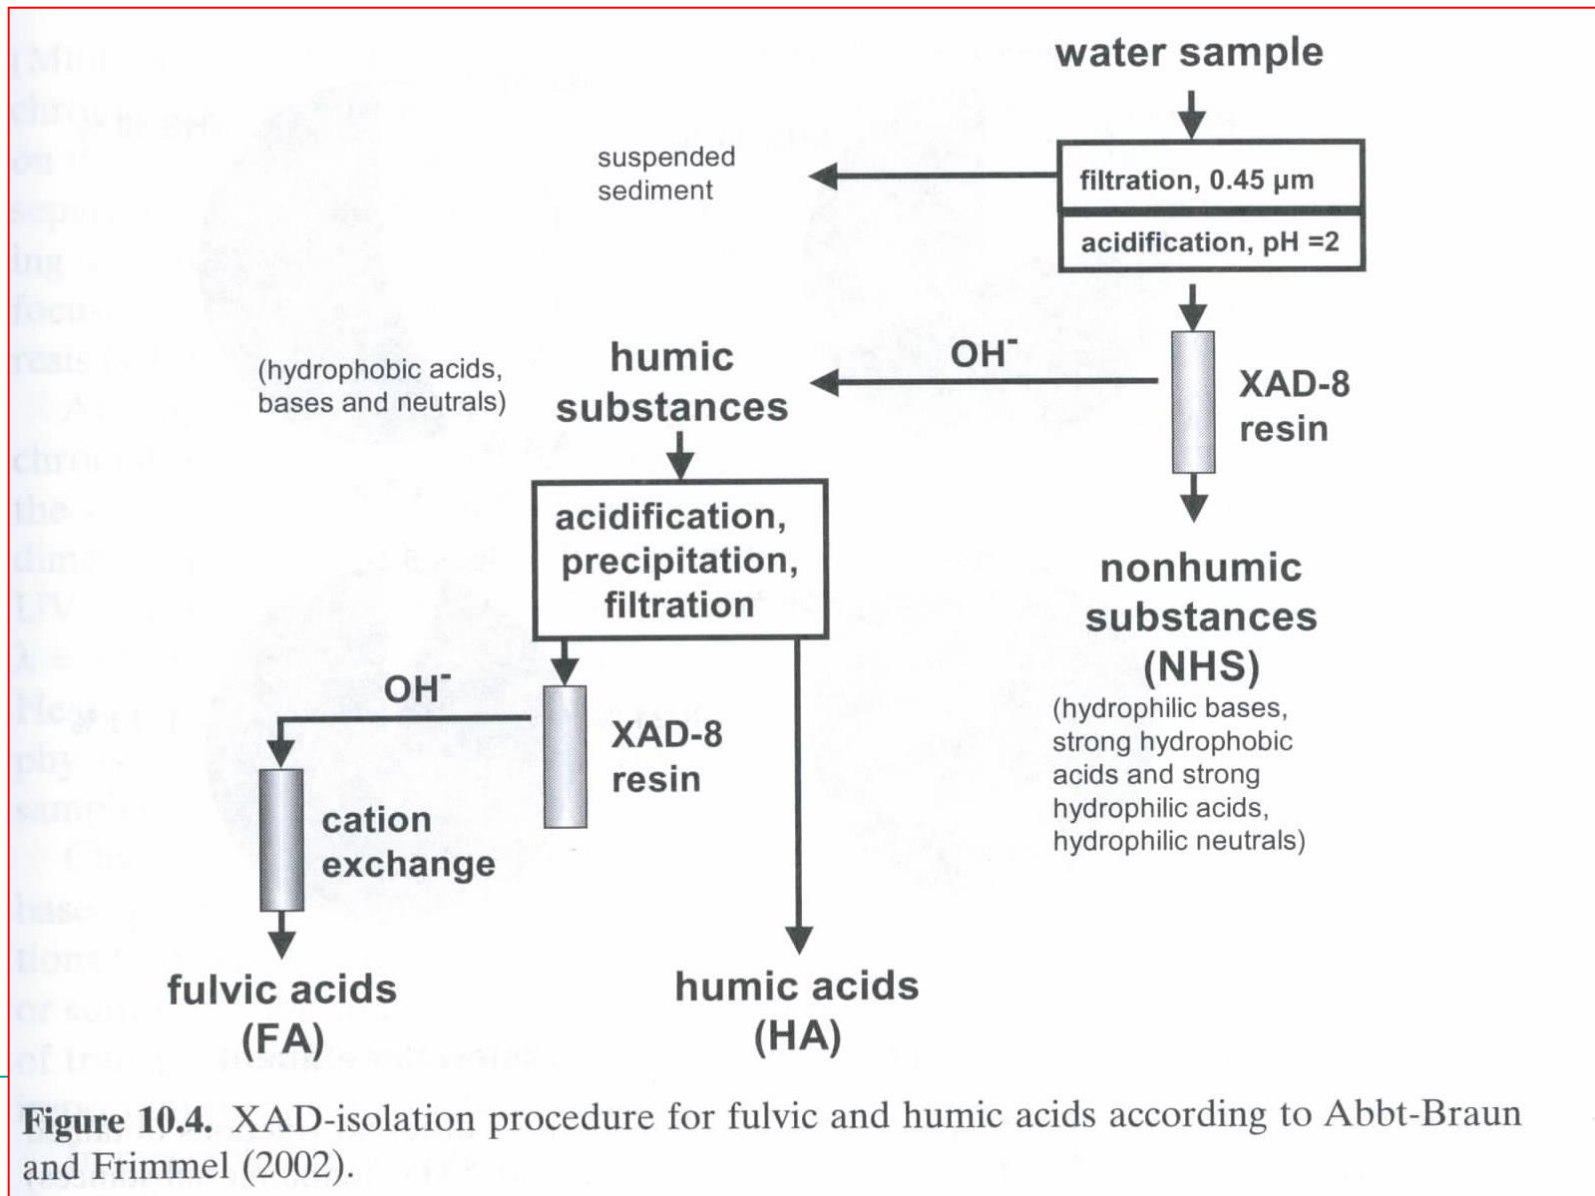 water sample
suspended
sediment
filtration, 0.45 µm
acidification, pH =2
(hydrophobic acids,
bases and neutrals)
humic
substances
OH-
XAD-8
resin
acidification,
precipitation,
filtration
nonhumic
substances
(NHS)
(hydrophilic bases,
strong hydrophobic
acids and strong
hydrophilic acids,
hydrophilic neutrals)
OH-
XAD-8
resin
cation
exchange
fulvic acids
(FA)
humic acids
(HA)
Figure 10.4. XAD-isolation procedure for fulvic and humic acids according to Abbt-Braun
and Frimmel (2002).